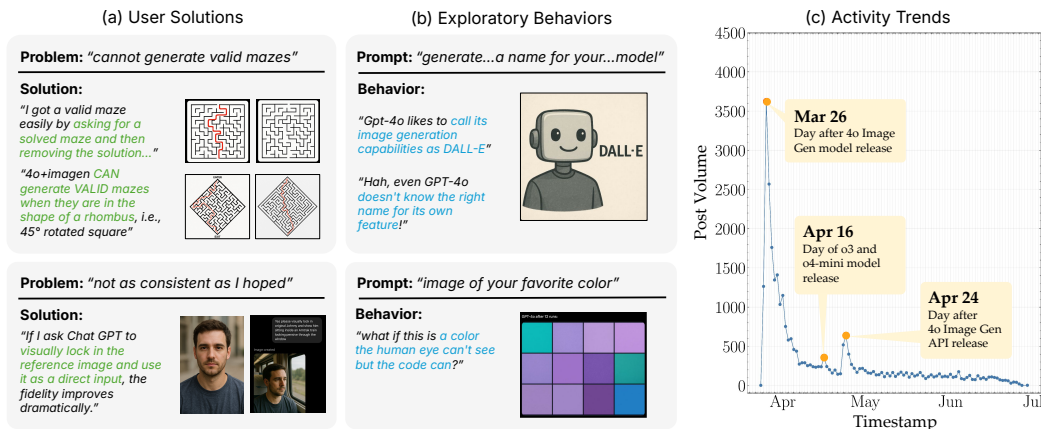 (a) User Solutions
Problem: “cannot generate valid mazes”
Solution:
“I got a valid maze
easily by asking for a
solved maze and then
removing the solution...”
“4o+imagen CAN
generate VALID mazes
when they are in the
shape of a rhombus, i.e.,
45° rotated square”
Problem: “not as consistent as I hoped”
Solution:
“If I ask Chat GPT to
visually lock in the
reference image and use
it as a direct input, the
fidelity improves
dramatically.”
(b) Exploratory Behaviors
Prompt: “generate...a name for your...model”
Behavior:
“Gpt-4o likes to call its
image generation
capabilities as DALL-E”
“Hah, even GPT-4o
doesn't know the right
name for its own
feature!”
DALL·E
Prompt: “image of your favorite color”
Behavior:
“what if this is a color
the human eye can't see
but the code can?”
(c) Activity Trends
Post Volume
4500
4000
3500
3000
2500
2000
1500
1000
500
0
Mar 26
Day after 4o Image
Gen model release
Apr 16
Day of o3 and
o4-mini model
release
Apr 24
Day after
4o Image Gen
API release
Apr
May
Jun
Jul
Timestamp